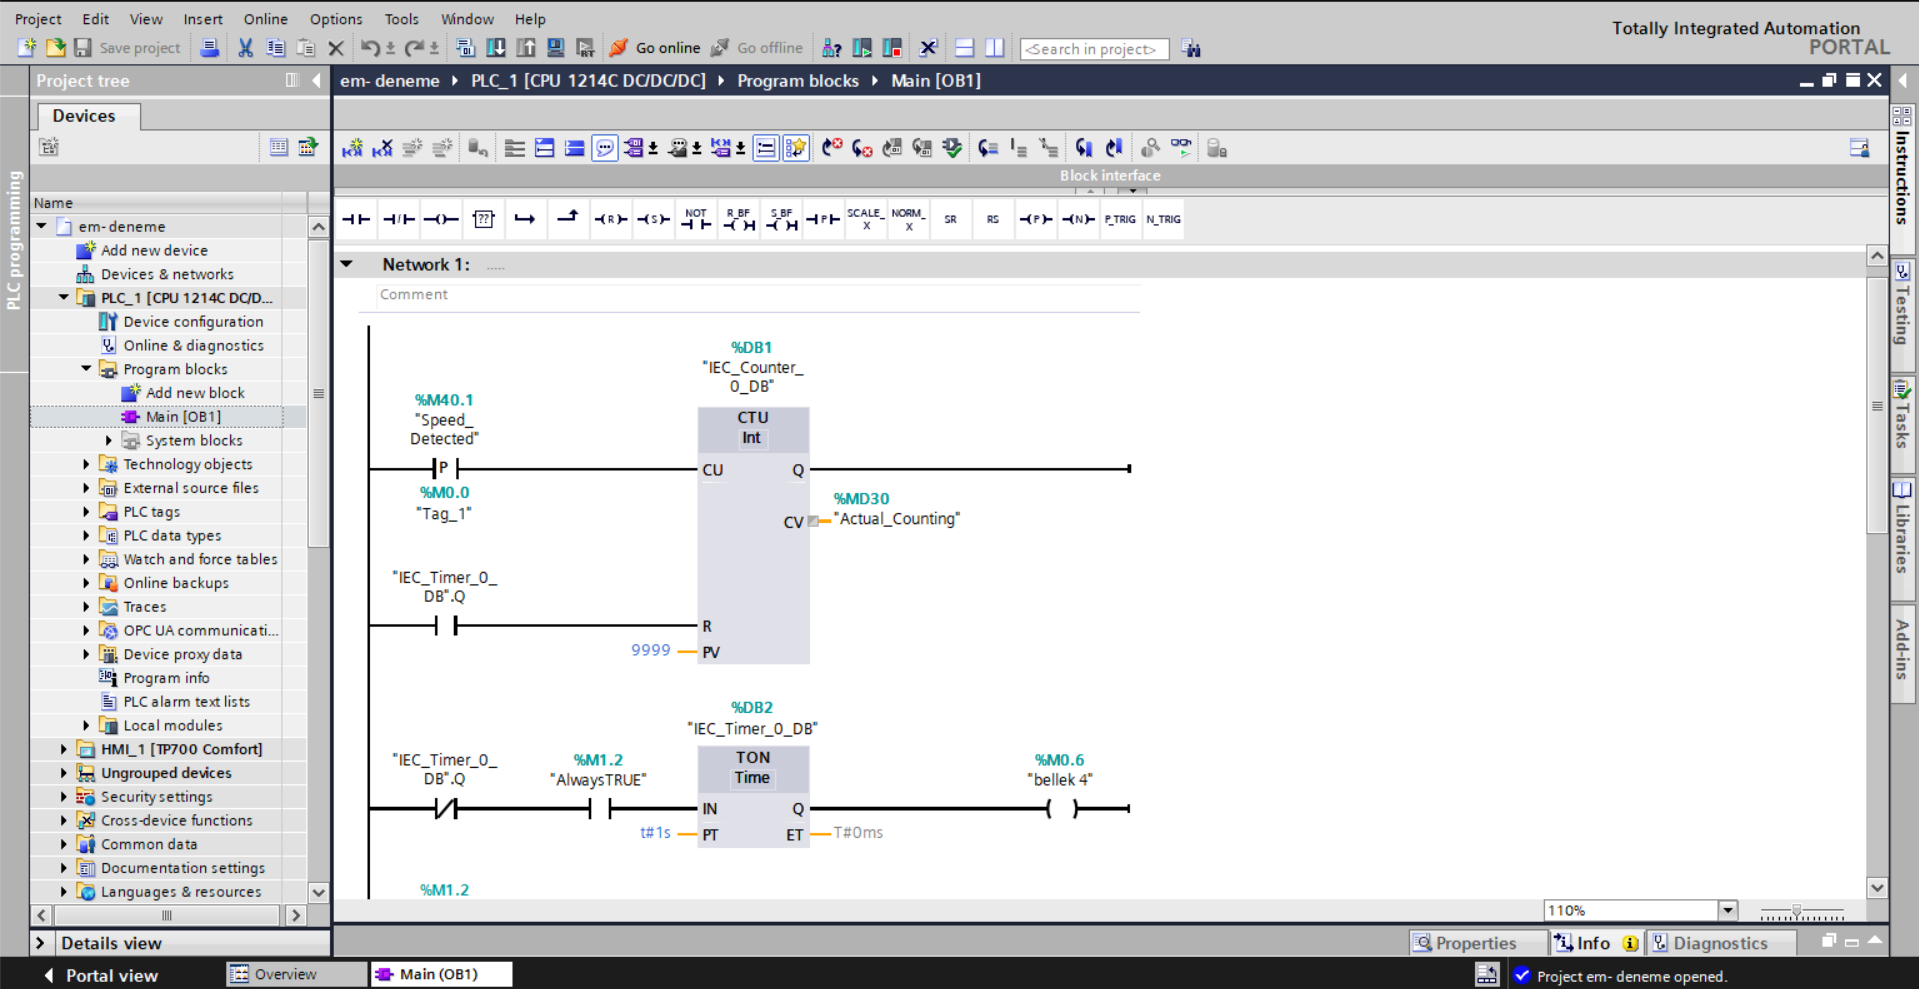 Project Edit View Insert Online Options Tools Window Help
Totally Integrated Automation
PORTAL
Save project
Go online
Go offline
<Search in project>
Project tree
em- deneme PLC_1 [CPU 1214C DC/DC/DC] Program blocks Main [OB1]
Devices
Block interface
PLC programming
Name
em- deneme
Add new device
Devices & networks
PLC_1 [CPU 1214C DC/D...
Device configuration
Online & diagnostics
Program blocks
Add new block
Main [OB1]
System blocks
Technology objects
External source files
PLC tags
PLC data types
Watch and force tables
Online backups
Traces
OPC UA communicati...
Device proxy data
Program info
PLC alarm text lists
Local modules
HMI_1 [TP700 Comfort]
Ungrouped devices
Security settings
Cross-device functions
Common data
Documentation settings
Languages & resources
Details view
?? R S NOT R_BF S_BF P SCALE_X NORM_X SR RS P N P_TRIG N_TRIG
Network 1: .....
Comment
%DB1
"IEC_Counter_
0_DB"
CTU
Int
%M40.1
"Speed_
Detected"
P
CU Q
%M0.0
"Tag_1"
%MD30
CV "Actual_Counting"
"IEC_Timer_0_
DB".Q
R
9999 PV
%DB2
"IEC_Timer_0_DB"
TON
Time
"IEC_Timer_0_
DB".Q
%M1.2
"AlwaysTRUE"
%M0.6
"bellek 4"
IN Q
t#1s PT ET T#0ms
%M1.2
110%
Instructions
Testing
Tasks
Libraries
Add-ins
Properties Info Diagnostics
Portal view Overview Main (OB1)
Project em- deneme opened.